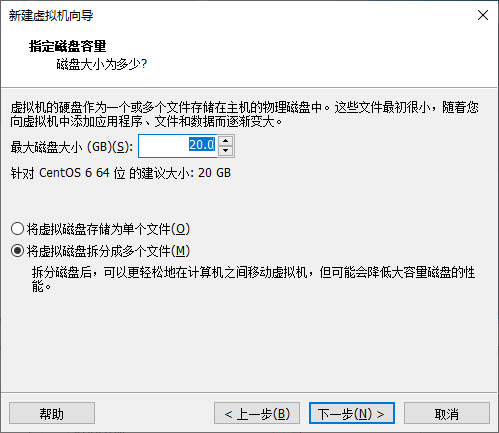 新建虚拟机向导
指定磁盘容量
磁盘大小为多少?
虚拟机的硬盘作为一个或多个文件存储在主机的物理磁盘中。这些文件最初很小，随着您
向虚拟机中添加应用程序、文件和数据而逐渐变大。
最大磁盘大小 (GB)(S): 20.0
针对 CentOS 6 64 位 的建议大小: 20 GB
将虚拟磁盘存储为单个文件(O)
将虚拟磁盘拆分成多个文件(M)
拆分磁盘后，可以更轻松地在计算机之间移动虚拟机，但可能会降低大容量磁盘的性
能。
帮助 < 上一步(B) 下一步(N) > 取消